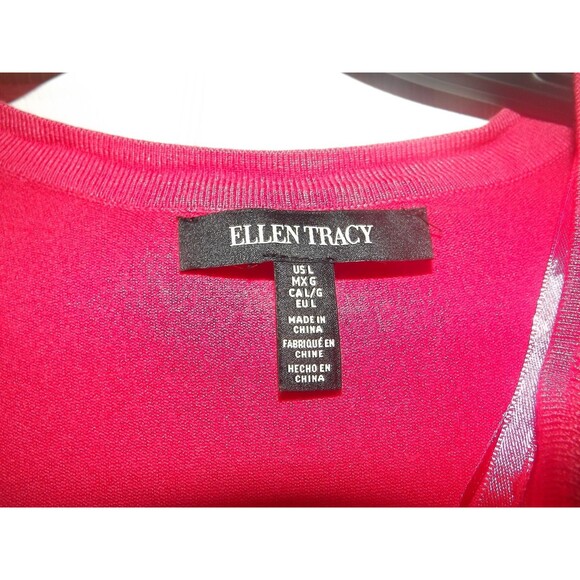 ELLEN TRACY
US L
MX G
CA L/G
EU L
MADE IN
CHINA
FABRIQUÉ EN
CHINE
HECHO EN
CHINA